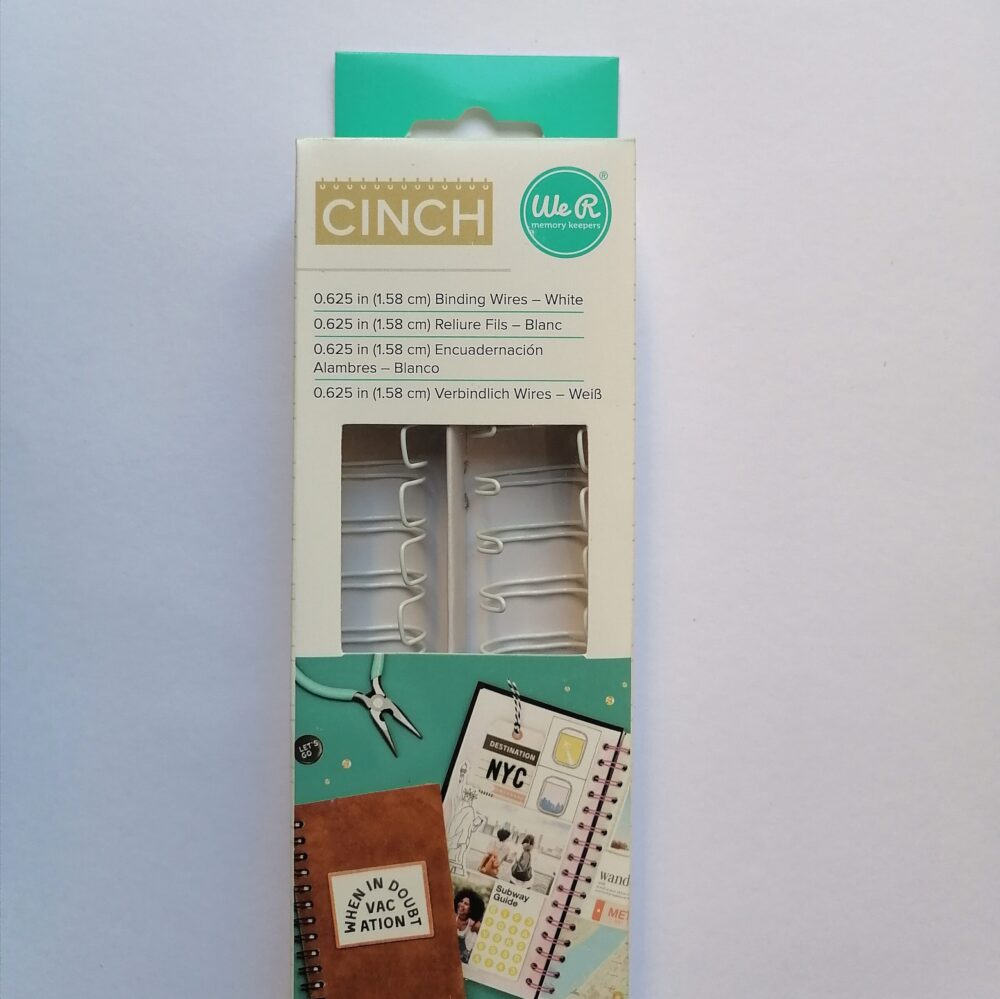 CINCH
We R
memory keepers
®
0.625 in (1.58 cm) Binding Wires – White
0.625 in (1.58 cm) Reliure Fils – Blanc
0.625 in (1.58 cm) Encuadernación
Alambres – Blanco
0.625 in (1.58 cm) Verbindlich Wires – Weiß
LET'S
GO
DESTINATION
NYC
WHEN IN DOUBT
VAC
ATION
Subway
Guide
wand
MET